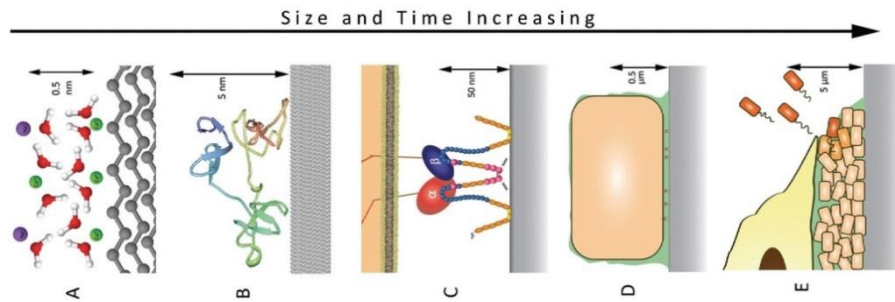 Size and Time Increasing
A
0.5
nm
B
5 nm
C
50 nm
α
β
D
0.5
μm
E
5 μm